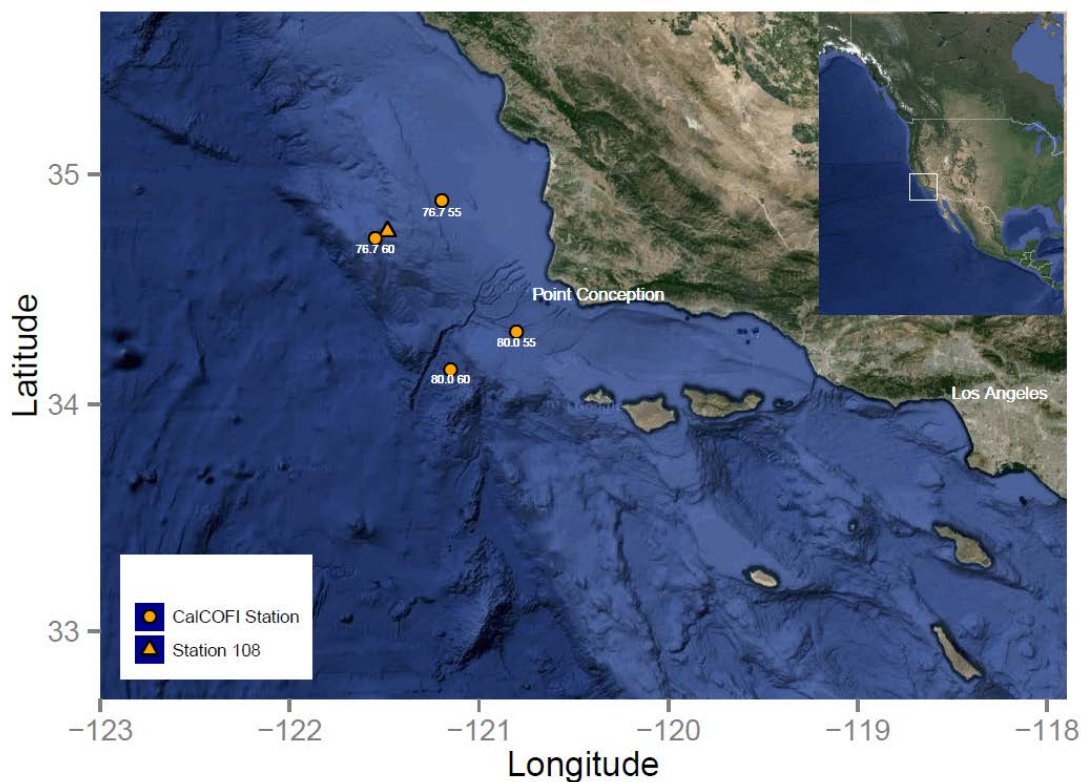 35
34
33
Latitude
76.7 55
76.7 60
Point Conception
80.0 55
80.0 60
Los Angeles
CalCOFI Station
Station 108
−123
−122
−121
−120
−119
−118
Longitude